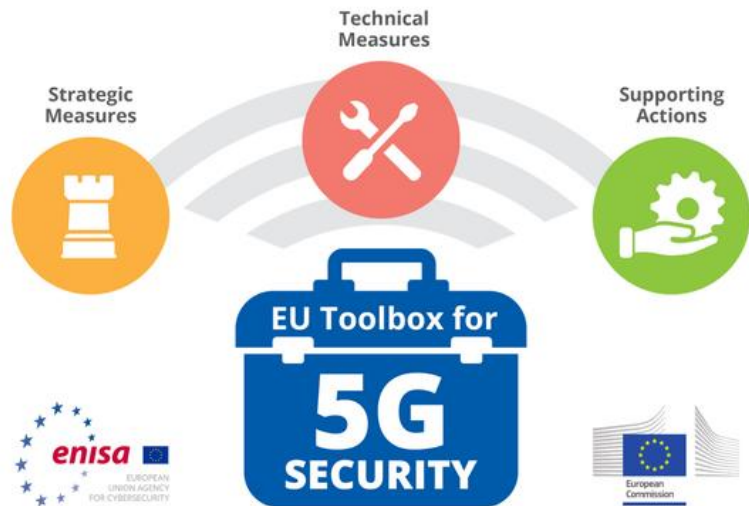 Technical
Measures
Strategic
Measures
Supporting
Actions
EU Toolbox for
5G
SECURITY
enisa
EUROPEAN
UNION AGENCY
FOR CYBERSECURITY
European
Commission